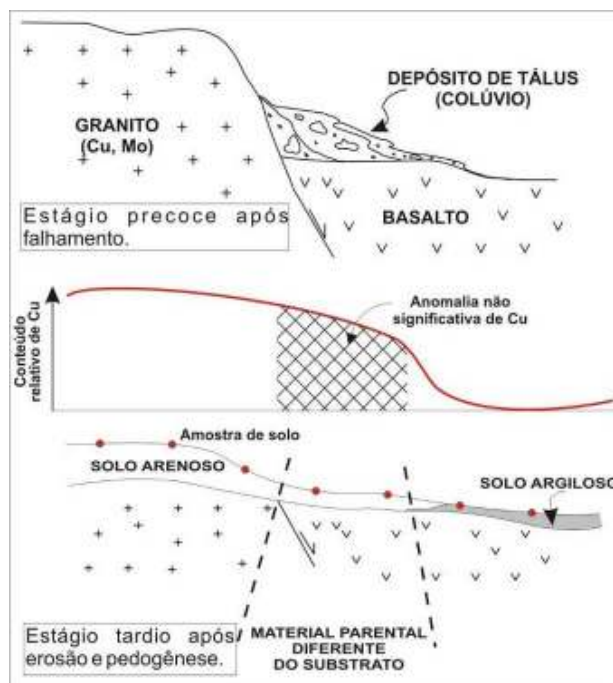 DEPÓSITO DE TÁLUS
(COLÚVIO)
GRANITO
(Cu, Mo)
BASALTO
Estágio precoce após
falhamento.
Conteúdo
relativo de Cu
Anomalia não
significativa de Cu
Amostra de solo
SOLO ARENOSO
SOLO ARGILOSO
Estágio tardio após
erosão e pedogênese.
MATERIAL PARENTAL
DIFERENTE
DO SUBSTRATO